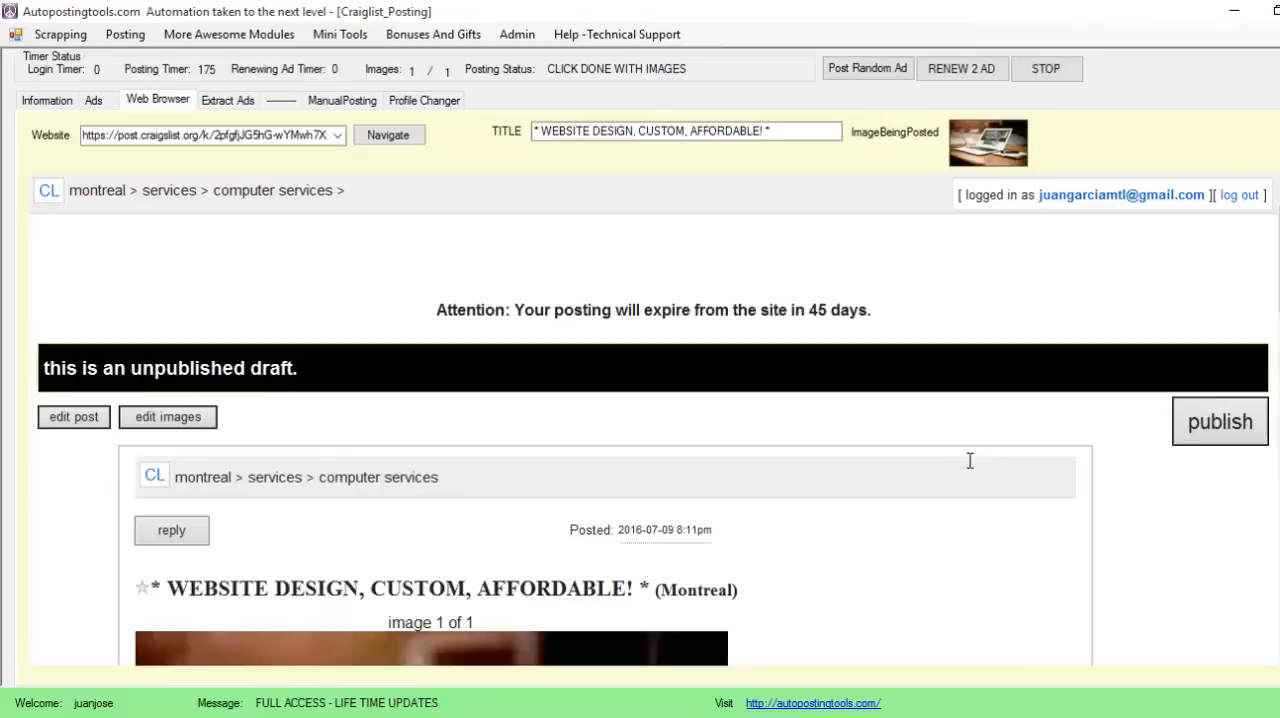 Autopostingtools.com Automation taken to the next level - [Craiglist_Posting]
Scrapping Posting More Awesome Modules Mini Tools Bonuses And Gifts Admin Help -Technical Support
Timer Status
Login Timer: 0 Posting Timer: 175 Renewing Ad Timer: 0 Images: 1 / 1 Posting Status: CLICK DONE WITH IMAGES Post Random Ad RENEW 2 AD STOP
Information Ads Web Browser Extract Ads ManualPosting Profile Changer
Website https://post.craigslist.org/k/2pfgfjJG5hG-wYMwh7X Navigate TITLE * WEBSITE DESIGN, CUSTOM, AFFORDABLE! * ImageBeingPosted
CL montreal > services > computer services > [ logged in as juangarciamtl@gmail.com ][ log out ]
Attention: Your posting will expire from the site in 45 days.
this is an unpublished draft.
edit post edit images publish
CL montreal > services > computer services
reply Posted: 2016-07-09 8:11pm
☆* WEBSITE DESIGN, CUSTOM, AFFORDABLE! * (Montreal)
image 1 of 1
Welcome: juanjose Message: FULL ACCESS - LIFE TIME UPDATES Visit http://autopostingtools.com/